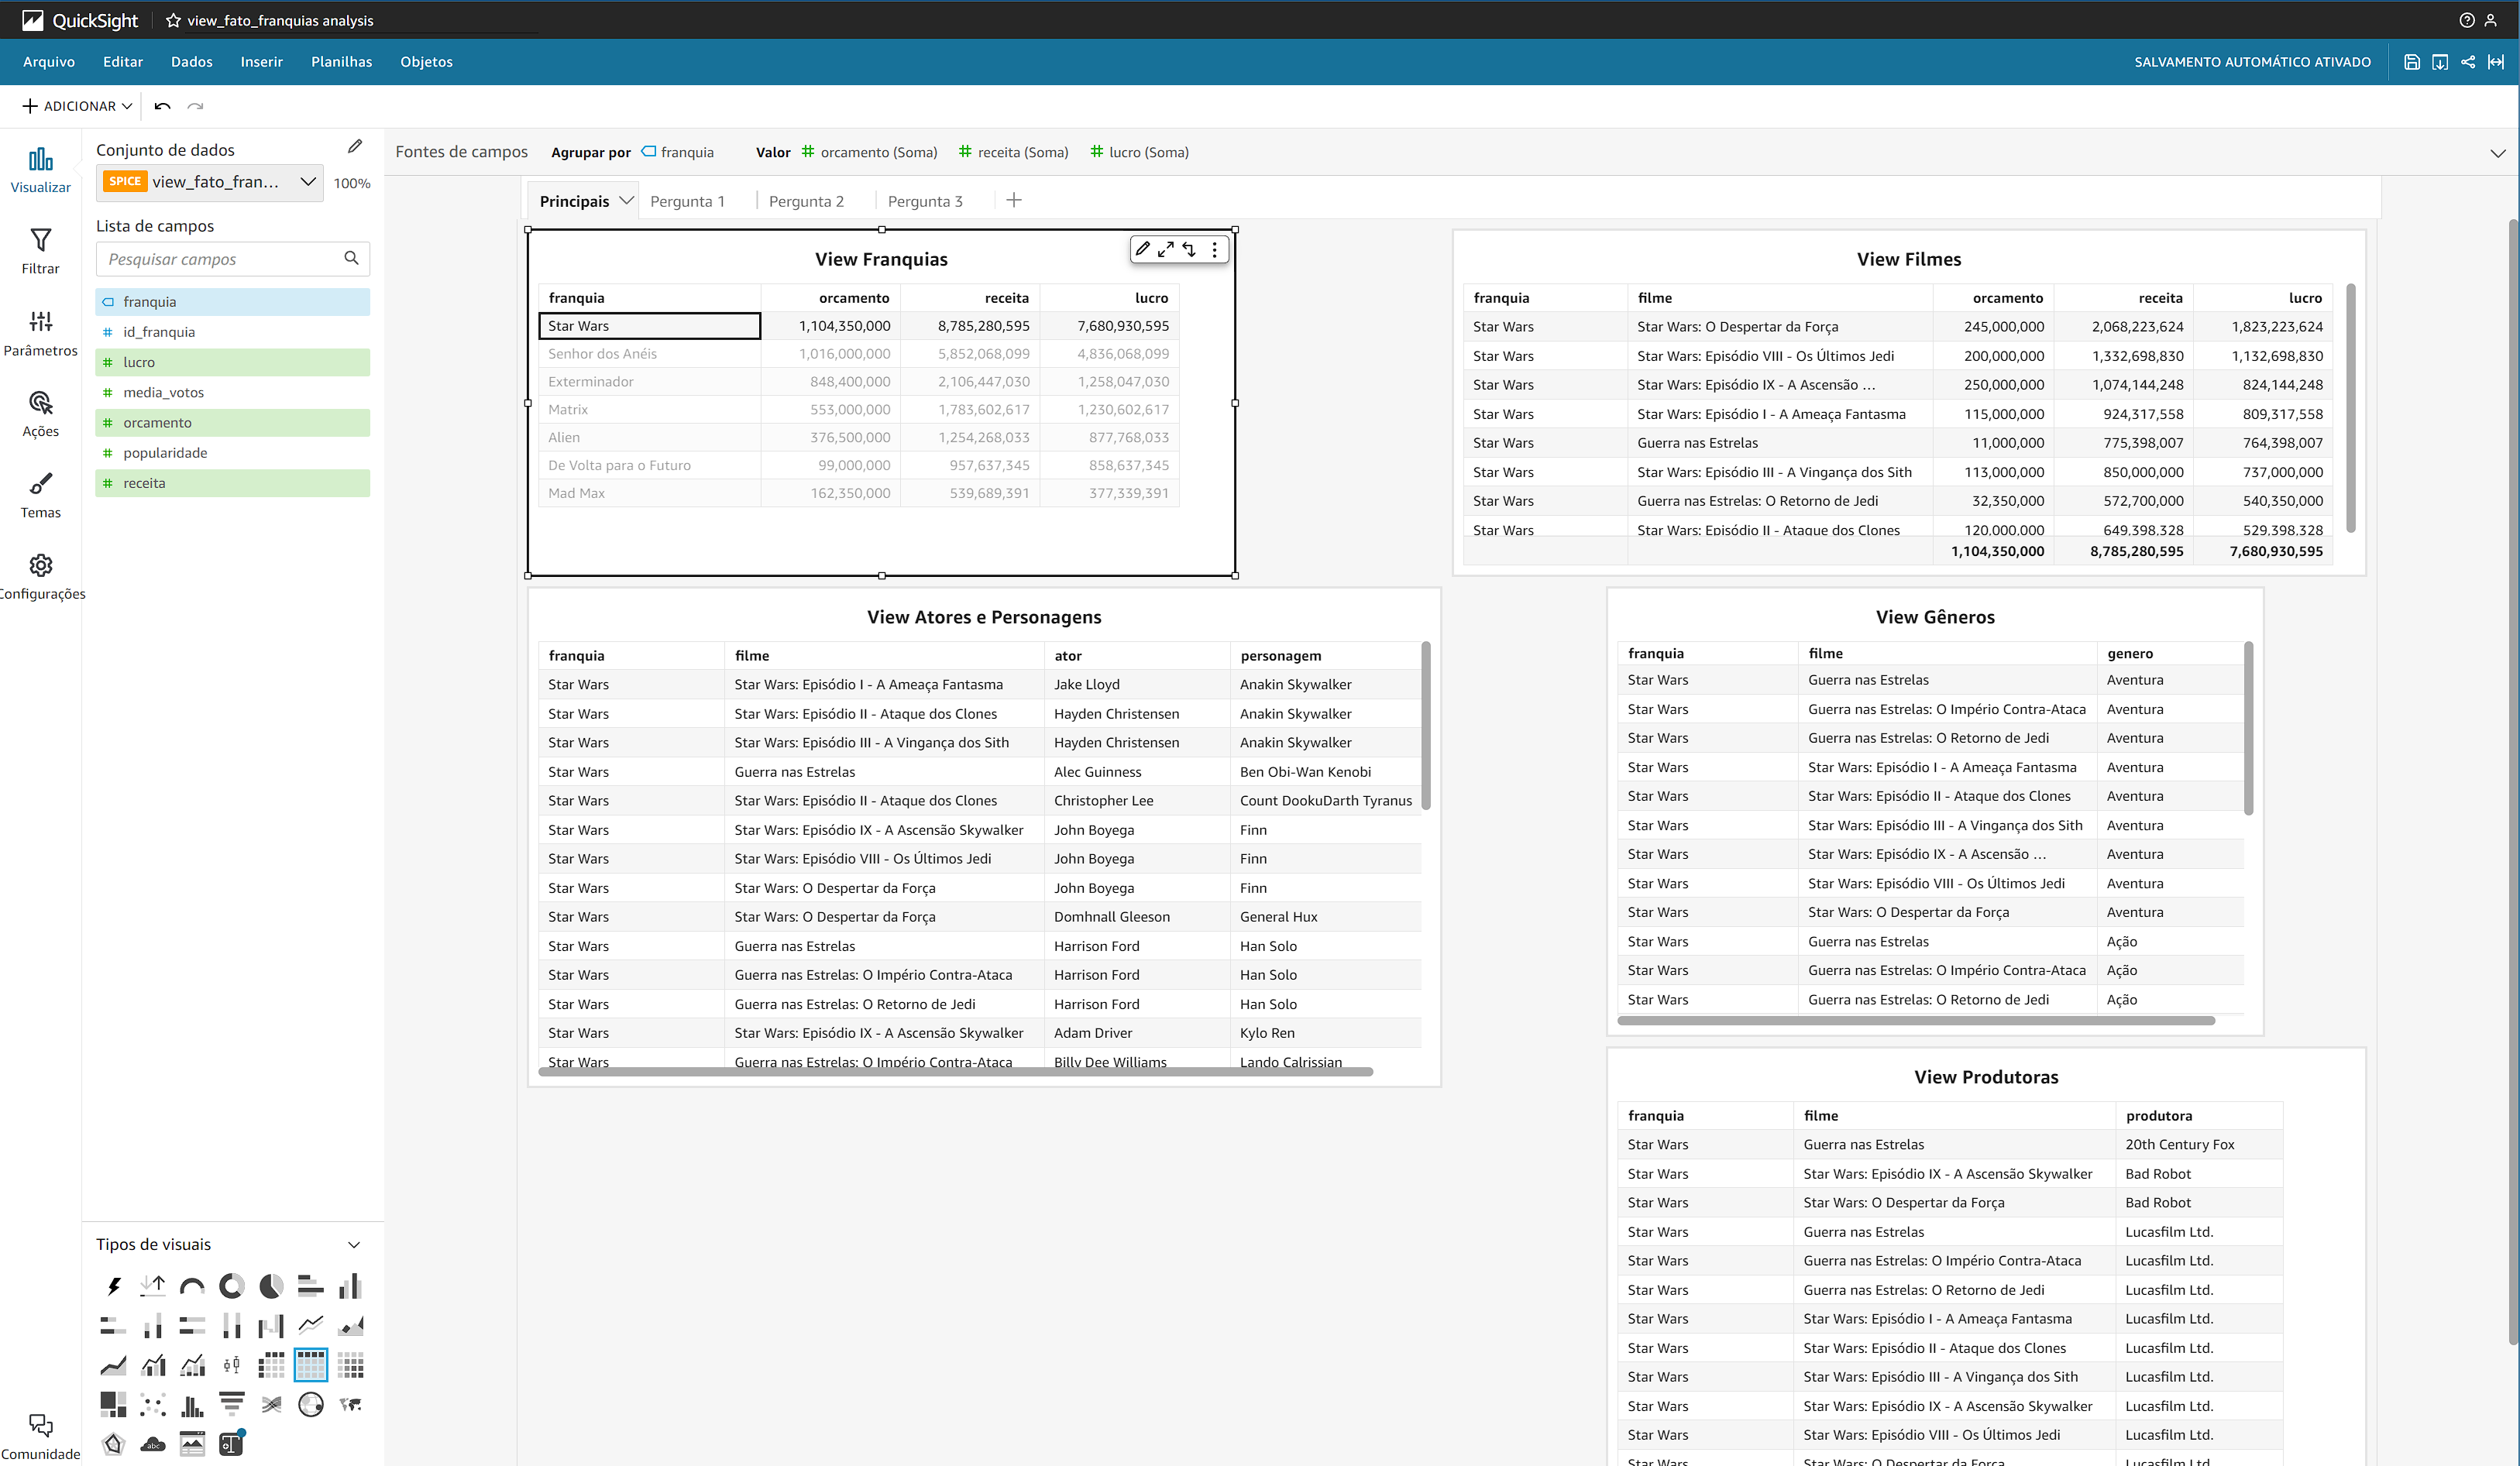 QuickSight
view_fato_franquias analysis
Arquivo Editar Dados Inserir Planilhas Objetos
SALVAMENTO AUTOMÁTICO ATIVADO
ADICIONAR
Visualizar
Filtrar
Parâmetros
Ações
Temas
Configurações
Comunidade
Conjunto de dados
SPICE view_fato_fran... 100%
Lista de campos
Pesquisar campos
franquia
# id_franquia
# lucro
# media_votos
# orcamento
# popularidade
# receita
Tipos de visuais
abc
Fontes de campos Agrupar por franquia Valor # orcamento (Soma) # receita (Soma) # lucro (Soma)
Principais Pergunta 1 Pergunta 2 Pergunta 3
View Franquias
franquia orcamento receita lucro
Star Wars 1,104,350,000 8,785,280,595 7,680,930,595
Senhor dos Anéis 1,016,000,000 5,852,068,099 4,836,068,099
Exterminador 848,400,000 2,106,447,030 1,258,047,030
Matrix 553,000,000 1,783,602,617 1,230,602,617
Alien 376,500,000 1,254,268,033 877,768,033
De Volta para o Futuro 99,000,000 957,637,345 858,637,345
Mad Max 162,350,000 539,689,391 377,339,391
View Filmes
franquia filme orcamento receita lucro
Star Wars Star Wars: O Despertar da Força 245,000,000 2,068,223,624 1,823,223,624
Star Wars Star Wars: Episódio VIII - Os Últimos Jedi 200,000,000 1,332,698,830 1,132,698,830
Star Wars Star Wars: Episódio IX - A Ascensão ... 250,000,000 1,074,144,248 824,144,248
Star Wars Star Wars: Episódio I - A Ameaça Fantasma 115,000,000 924,317,558 809,317,558
Star Wars Guerra nas Estrelas 11,000,000 775,398,007 764,398,007
Star Wars Star Wars: Episódio III - A Vingança dos Sith 113,000,000 850,000,000 737,000,000
Star Wars Guerra nas Estrelas: O Retorno de Jedi 32,350,000 572,700,000 540,350,000
Star Wars Star Wars: Episódio II - Ataque dos Clones 120,000,000 649,398,328 529,398,328
1,104,350,000 8,785,280,595 7,680,930,595
View Atores e Personagens
franquia filme ator personagem
Star Wars Star Wars: Episódio I - A Ameaça Fantasma Jake Lloyd Anakin Skywalker
Star Wars Star Wars: Episódio II - Ataque dos Clones Hayden Christensen Anakin Skywalker
Star Wars Star Wars: Episódio III - A Vingança dos Sith Hayden Christensen Anakin Skywalker
Star Wars Guerra nas Estrelas Alec Guinness Ben Obi-Wan Kenobi
Star Wars Star Wars: Episódio II - Ataque dos Clones Christopher Lee Count DookuDarth Tyranus
Star Wars Star Wars: Episódio IX - A Ascensão Skywalker John Boyega Finn
Star Wars Star Wars: Episódio VIII - Os Últimos Jedi John Boyega Finn
Star Wars Star Wars: O Despertar da Força John Boyega Finn
Star Wars Star Wars: O Despertar da Força Domhnall Gleeson General Hux
Star Wars Guerra nas Estrelas Harrison Ford Han Solo
Star Wars Guerra nas Estrelas: O Império Contra-Ataca Harrison Ford Han Solo
Star Wars Guerra nas Estrelas: O Retorno de Jedi Harrison Ford Han Solo
Star Wars Star Wars: Episódio IX - A Ascensão Skywalker Adam Driver Kylo Ren
Star Wars Guerra nas Estrelas: O Império Contra-Ataca Billy Dee Williams Lando Calrissian
View Gêneros
franquia filme genero
Star Wars Guerra nas Estrelas Aventura
Star Wars Guerra nas Estrelas: O Império Contra-Ataca Aventura
Star Wars Guerra nas Estrelas: O Retorno de Jedi Aventura
Star Wars Star Wars: Episódio I - A Ameaça Fantasma Aventura
Star Wars Star Wars: Episódio II - Ataque dos Clones Aventura
Star Wars Star Wars: Episódio III - A Vingança dos Sith Aventura
Star Wars Star Wars: Episódio IX - A Ascensão ... Aventura
Star Wars Star Wars: Episódio VIII - Os Últimos Jedi Aventura
Star Wars Star Wars: O Despertar da Força Aventura
Star Wars Guerra nas Estrelas Ação
Star Wars Guerra nas Estrelas: O Império Contra-Ataca Ação
Star Wars Guerra nas Estrelas: O Retorno de Jedi Ação
View Produtoras
franquia filme produtora
Star Wars Guerra nas Estrelas 20th Century Fox
Star Wars Star Wars: Episódio IX - A Ascensão Skywalker Bad Robot
Star Wars Star Wars: O Despertar da Força Bad Robot
Star Wars Guerra nas Estrelas Lucasfilm Ltd.
Star Wars Guerra nas Estrelas: O Império Contra-Ataca Lucasfilm Ltd.
Star Wars Guerra nas Estrelas: O Retorno de Jedi Lucasfilm Ltd.
Star Wars Star Wars: Episódio I - A Ameaça Fantasma Lucasfilm Ltd.
Star Wars Star Wars: Episódio II - Ataque dos Clones Lucasfilm Ltd.
Star Wars Star Wars: Episódio III - A Vingança dos Sith Lucasfilm Ltd.
Star Wars Star Wars: Episódio IX - A Ascensão Skywalker Lucasfilm Ltd.
Star Wars Star Wars: Episódio VIII - Os Últimos Jedi Lucasfilm Ltd.
Star Wars Star Wars: O Despertar da Força Lucasfilm Ltd.